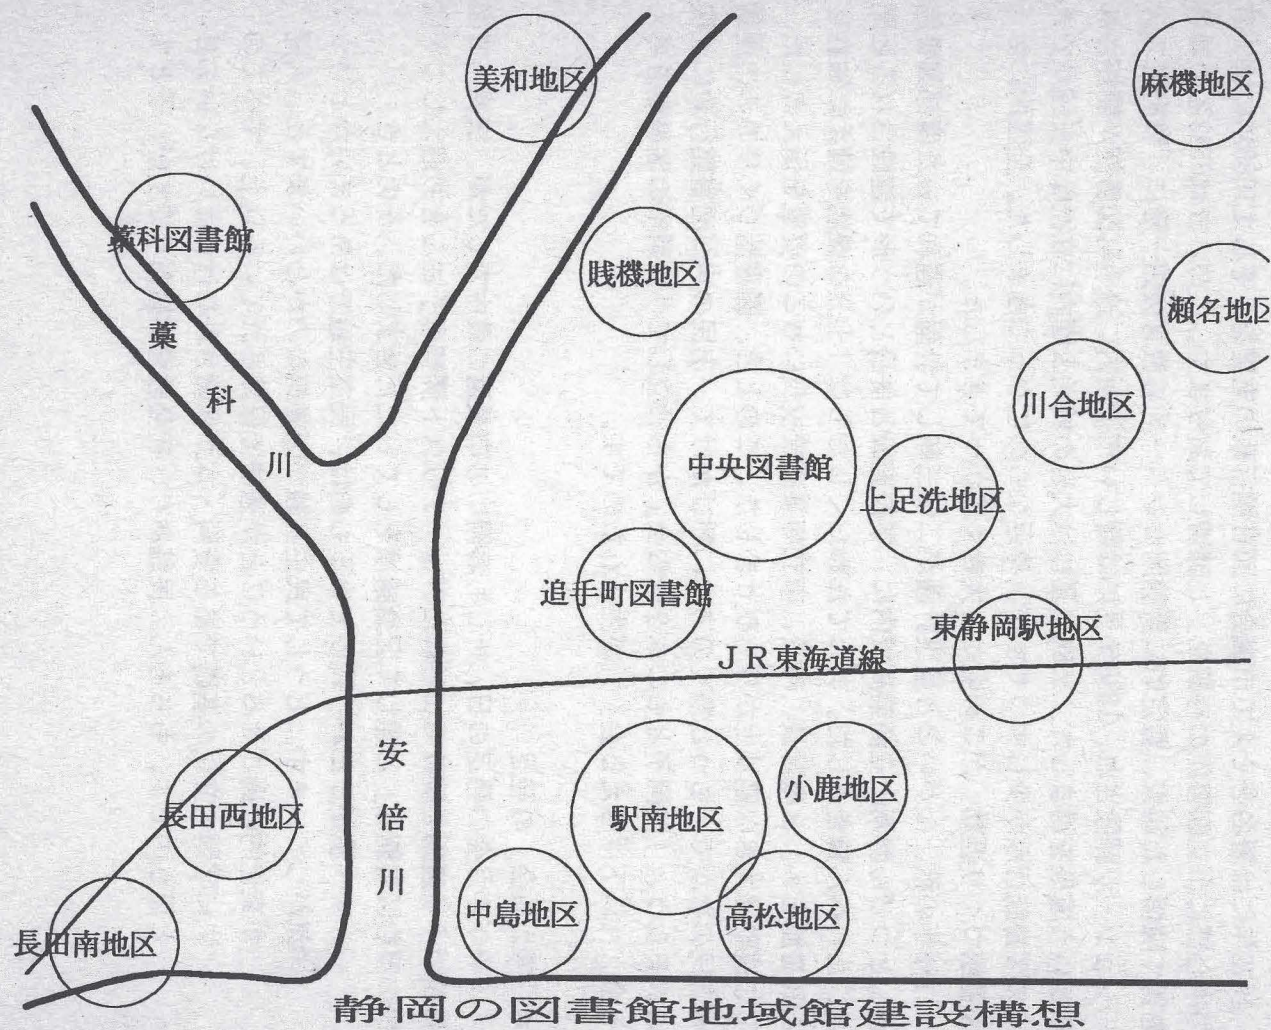 美和地区
麻機地区
藁科図書館
賎機地区
瀬名地区
藁科川
川合地区
中央図書館
上足洗地区
追手町図書館
東静岡駅地区
JR東海道線
安倍川
小鹿地区
長田西地区
駅南地区
中島地区
高松地区
長田南地区
静岡の図書館地域館建設構想